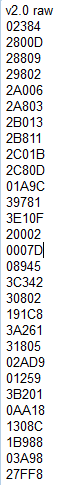 v2.0 raw
02384
2800D
28809
29802
2A006
2A803
2B013
2B811
2C01B
2C80D
01A9C
39781
3E10F
20002
0007D
08945
3C342
30802
191C8
3A261
31805
02AD9
01259
3B201
0AA18
1308C
1B988
03A98
27FF8